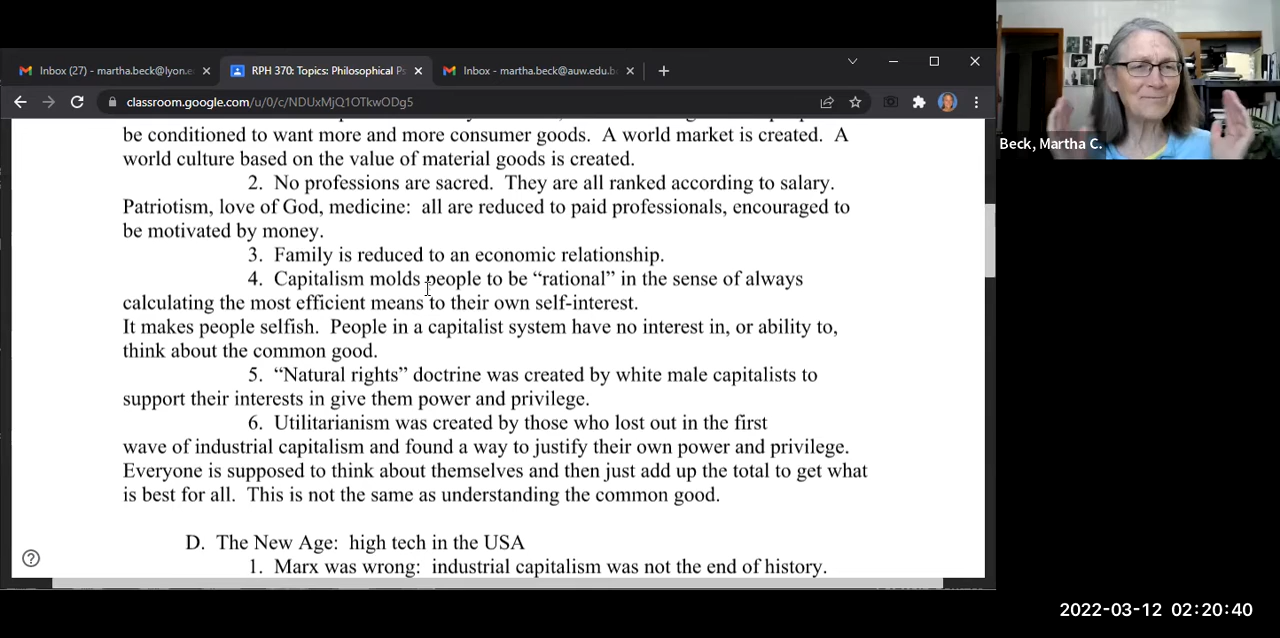 Inbox (27) - martha.beck@lyon.e
RPH 370: Topics: Philosophical Ps
Inbox - martha.beck@auw.edu.b
classroom.google.com/u/0/c/NDUxMjQ1OTkwODg5
Beck, Martha C.
be conditioned to want more and more consumer goods. A world market is created. A
world culture based on the value of material goods is created.
2. No professions are sacred. They are all ranked according to salary.
Patriotism, love of God, medicine: all are reduced to paid professionals, encouraged to
be motivated by money.
3. Family is reduced to an economic relationship.
4. Capitalism molds people to be “rational” in the sense of always
calculating the most efficient means to their own self-interest.
It makes people selfish. People in a capitalist system have no interest in, or ability to,
think about the common good.
5. “Natural rights” doctrine was created by white male capitalists to
support their interests in give them power and privilege.
6. Utilitarianism was created by those who lost out in the first
wave of industrial capitalism and found a way to justify their own power and privilege.
Everyone is supposed to think about themselves and then just add up the total to get what
is best for all. This is not the same as understanding the common good.
D. The New Age: high tech in the USA
1. Marx was wrong: industrial capitalism was not the end of history.
2022-03-12 02:20:40